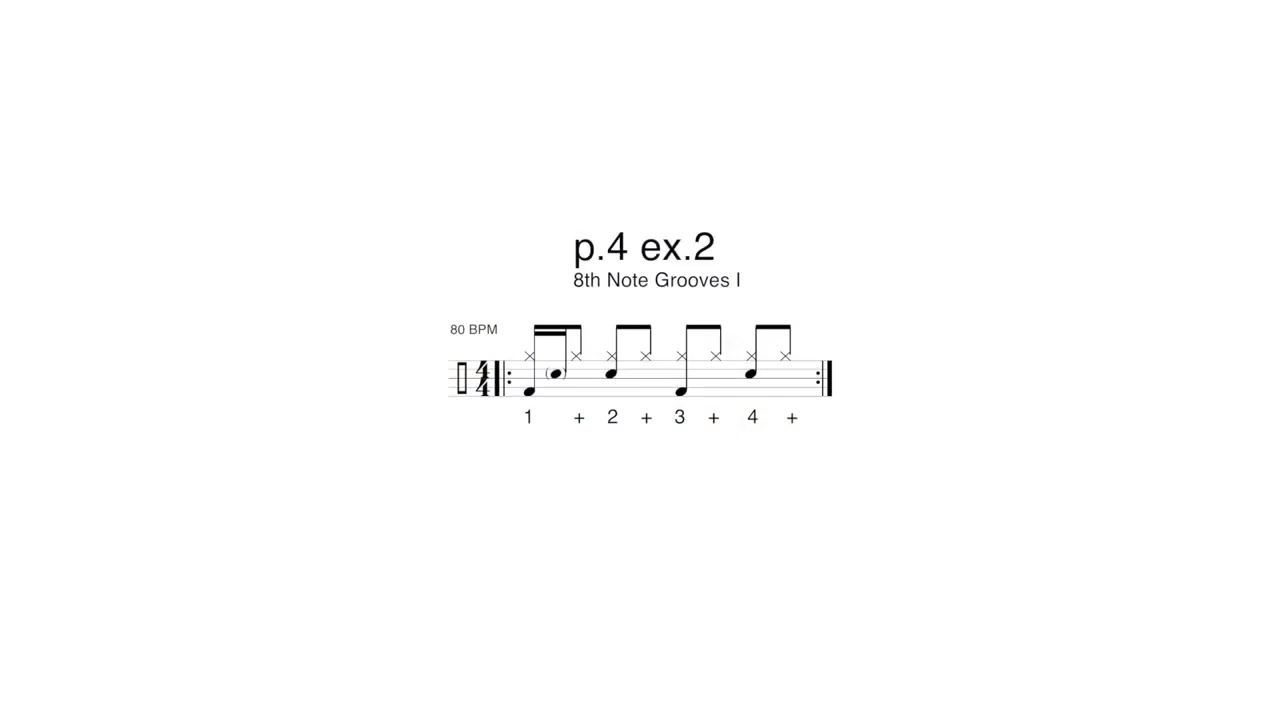 p.4 ex.2
8th Note Grooves I
80 BPM
4
4
1 + 2 + 3 + 4 +